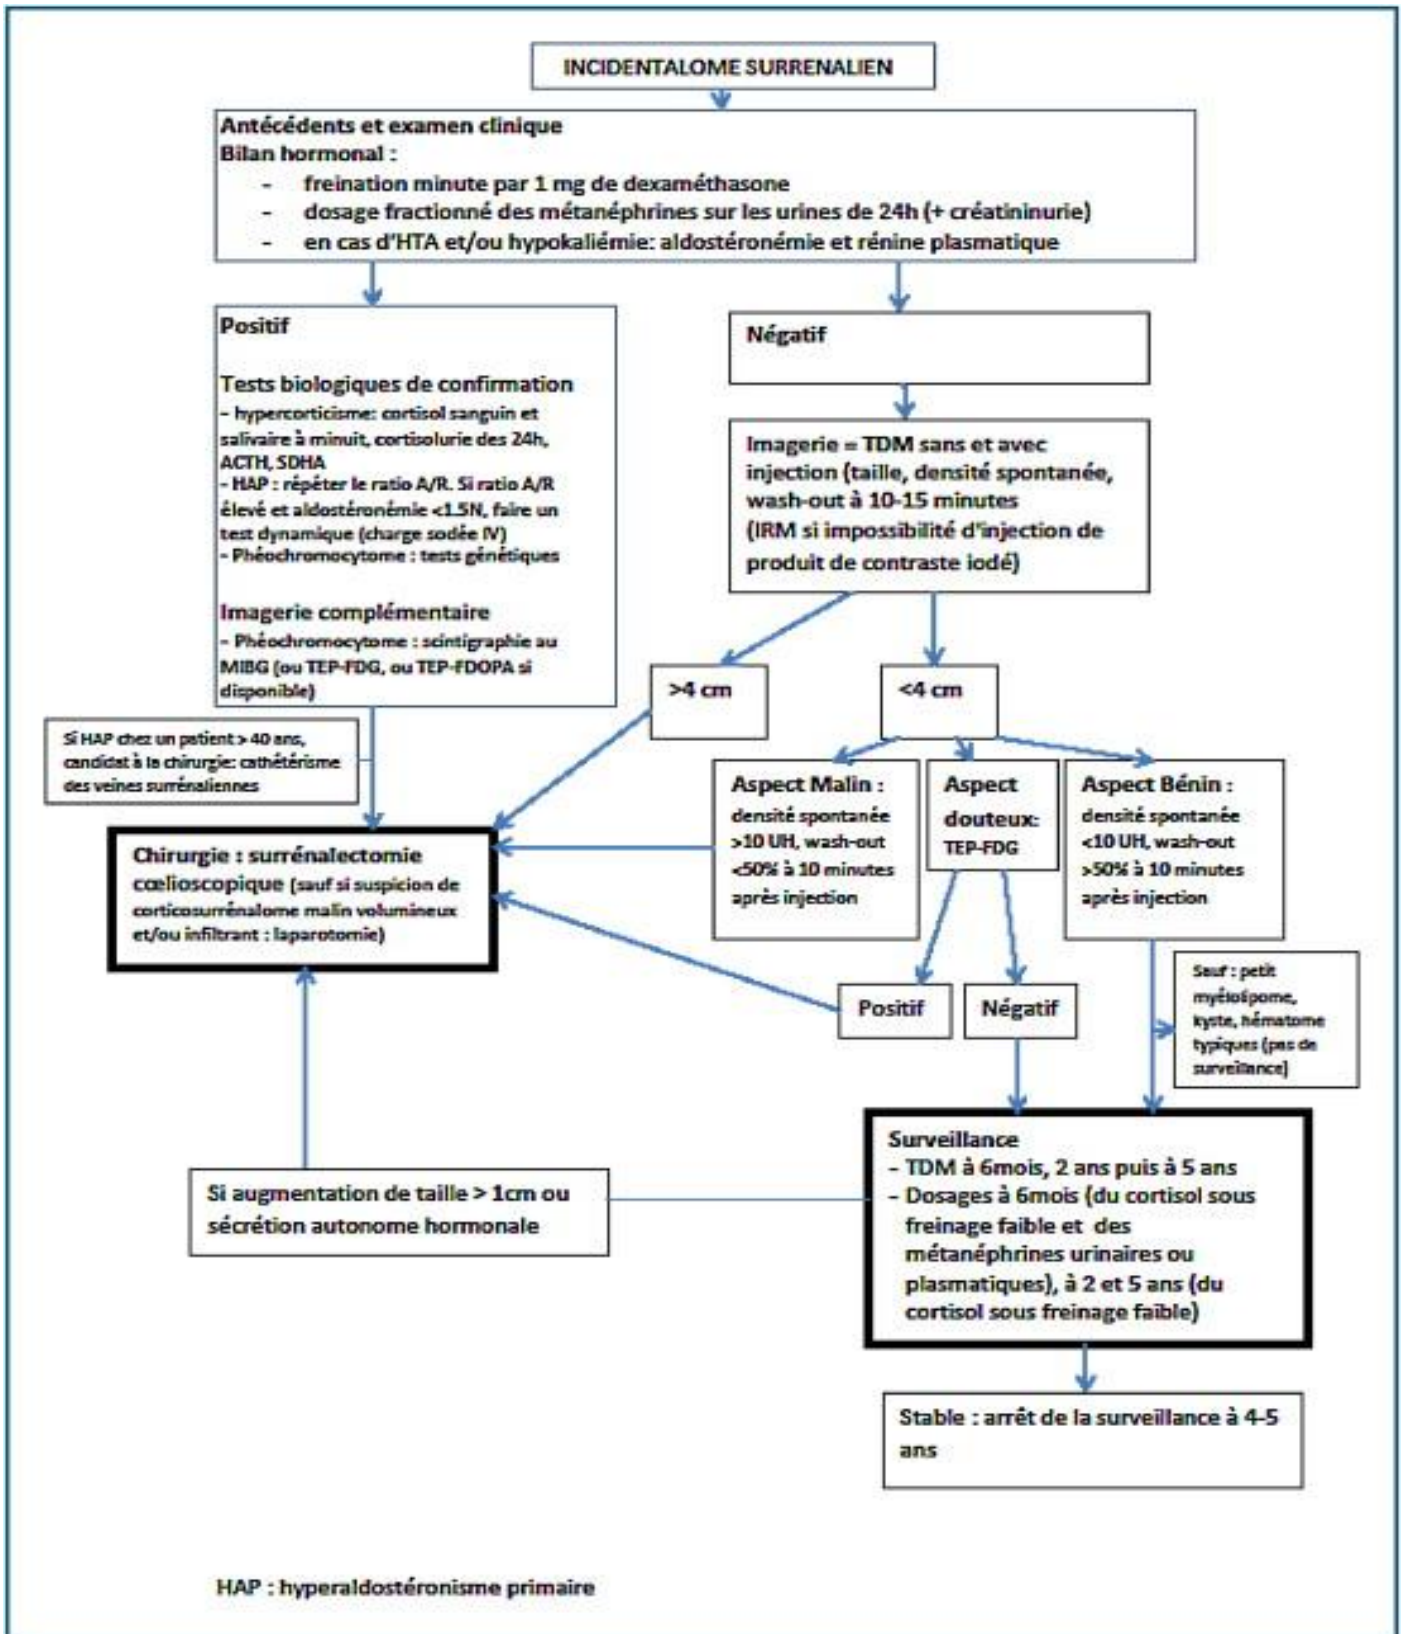 INCIDENTALOME SURRENALIEN
Antécédents et examen clinique
Bilan hormonal :
- freination minute par 1 mg de dexaméthasone
- dosage fractionné des métanéphrines sur les urines de 24h (+ créatininurie)
- en cas d'HTA et/ou hypokaliémie: aldostéronémie et rénine plasmatique
Positif
Tests biologiques de confirmation
- hypercorticisme: cortisol sanguin et
salivaire à minuit, cortisolurie des 24h,
ACTH, SDHA
- HAP : répéter le ratio A/R. Si ratio A/R
élevé et aldostéronémie <1.5N, faire un
test dynamique (charge sodée IV)
- Phéochromocytome : tests génétiques
Imagerie complémentaire
- Phéochromocytome : scintigraphie au
MIBG (ou TEP-FDG, ou TEP-FDOPA si
disponible)
Négatif
Imagerie = TDM sans et avec
injection (taille, densité spontanée,
wash-out à 10-15 minutes
(IRM si impossibilité d'injection de
produit de contraste iodé)
>4 cm
<4 cm
Si HAP chez un patient > 40 ans,
candidat à la chirurgie: cathétérisme
des veines surrénaliennes
Aspect Malin :
densité spontanée
>10 UH, wash-out
<50% à 10 minutes
après injection
Aspect
douteux:
TEP-FDG
Aspect Bénin :
densité spontanée
<10 UH, wash-out
>50% à 10 minutes
après injection
Chirurgie : surrénalectomie
cœlioscopique (sauf si suspicion de
corticosurrénalome malin volumineux
et/ou infiltrant : laparotomie)
Positif
Négatif
Sauf : petit
myélolipome,
kyste, hématome
typiques (pas de
surveillance)
Surveillance
- TDM à 6mois, 2 ans puis à 5 ans
- Dosages à 6mois (du cortisol sous
freinage faible et des
métanéphrines urinaires ou
plasmatiques), à 2 et 5 ans (du
cortisol sous freinage faible)
Si augmentation de taille > 1cm ou
sécrétion autonome hormonale
Stable : arrêt de la surveillance à 4-5
ans
HAP : hyperaldostéronisme primaire